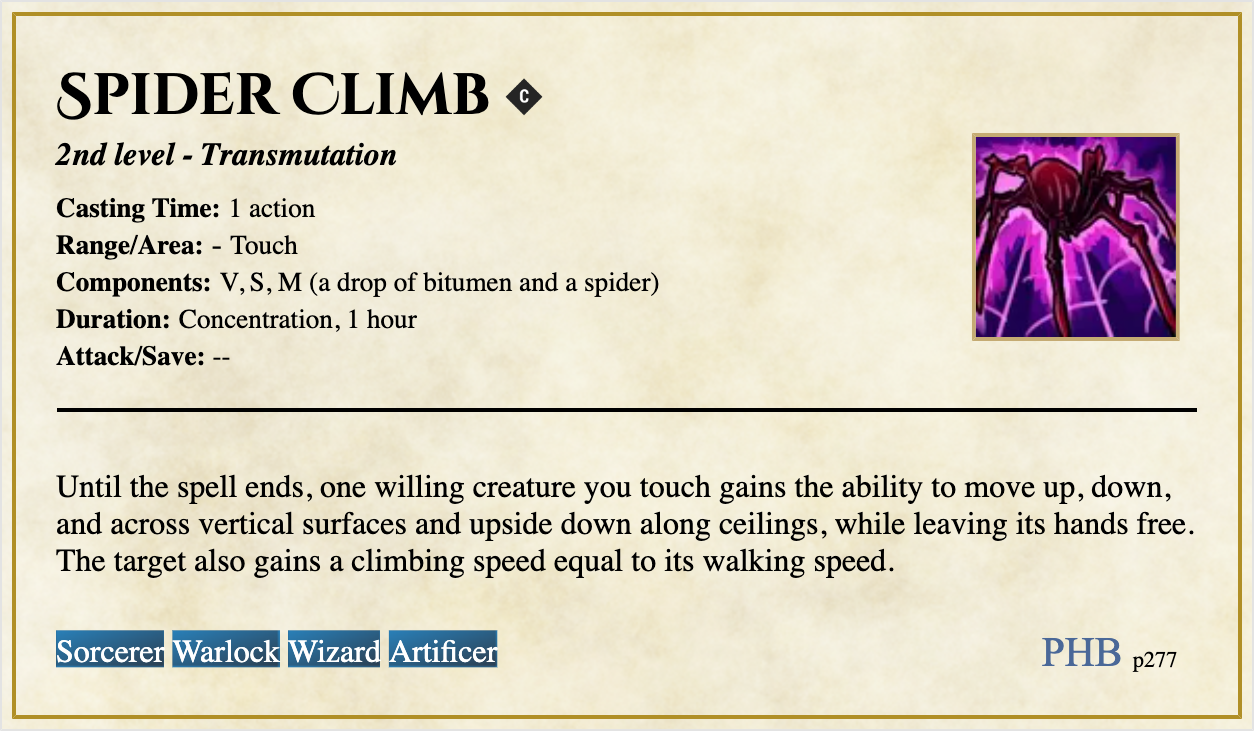 Spider Climb C
2nd level - Transmutation
Casting Time: 1 action
Range/Area: - Touch
Components: V, S, M (a drop of bitumen and a spider)
Duration: Concentration, 1 hour
Attack/Save: --
Until the spell ends, one willing creature you touch gains the ability to move up, down,
and across vertical surfaces and upside down along ceilings, while leaving its hands free.
The target also gains a climbing speed equal to its walking speed.
Sorcerer Warlock Wizard Artificer
PHB p277